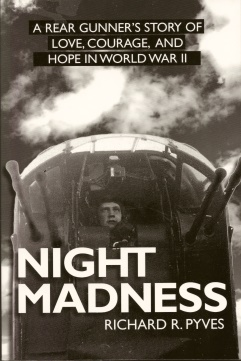 A REAR GUNNER'S STORY OF
LOVE, COURAGE, AND
HOPE IN WORLD WAR II
NIGHT
MADNESS
RICHARD R. PYVES